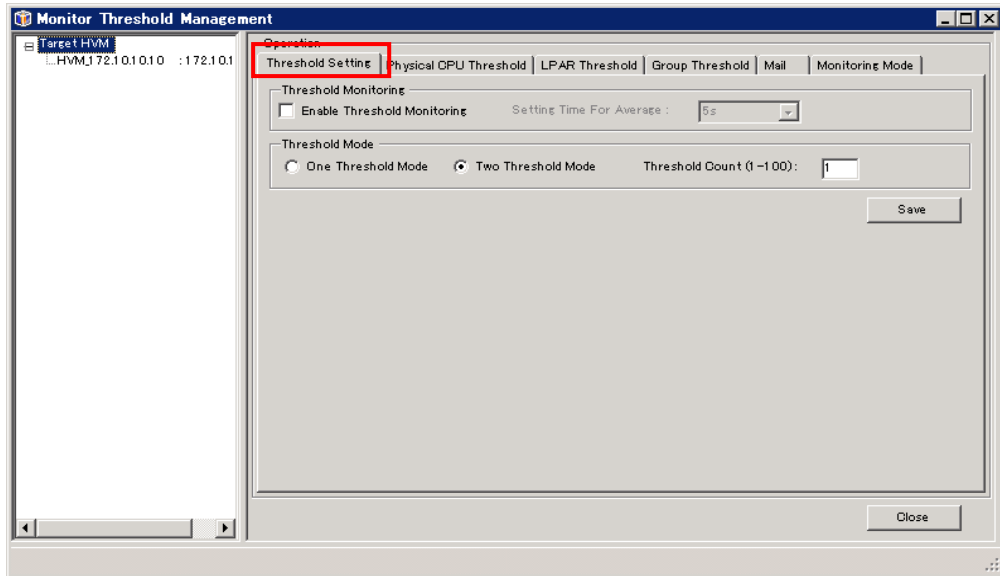 Monitor Threshold Management
Target HVM
HVM_172.10.10.10 :172.10.1
Operation
Threshold Setting Physical CPU Threshold LPAR Threshold Group Threshold Mail Monitoring Mode
Threshold Monitoring
Enable Threshold Monitoring Setting Time For Average : 5s
Threshold Mode
One Threshold Mode Two Threshold Mode Threshold Count (1-100): 1
Save
Close